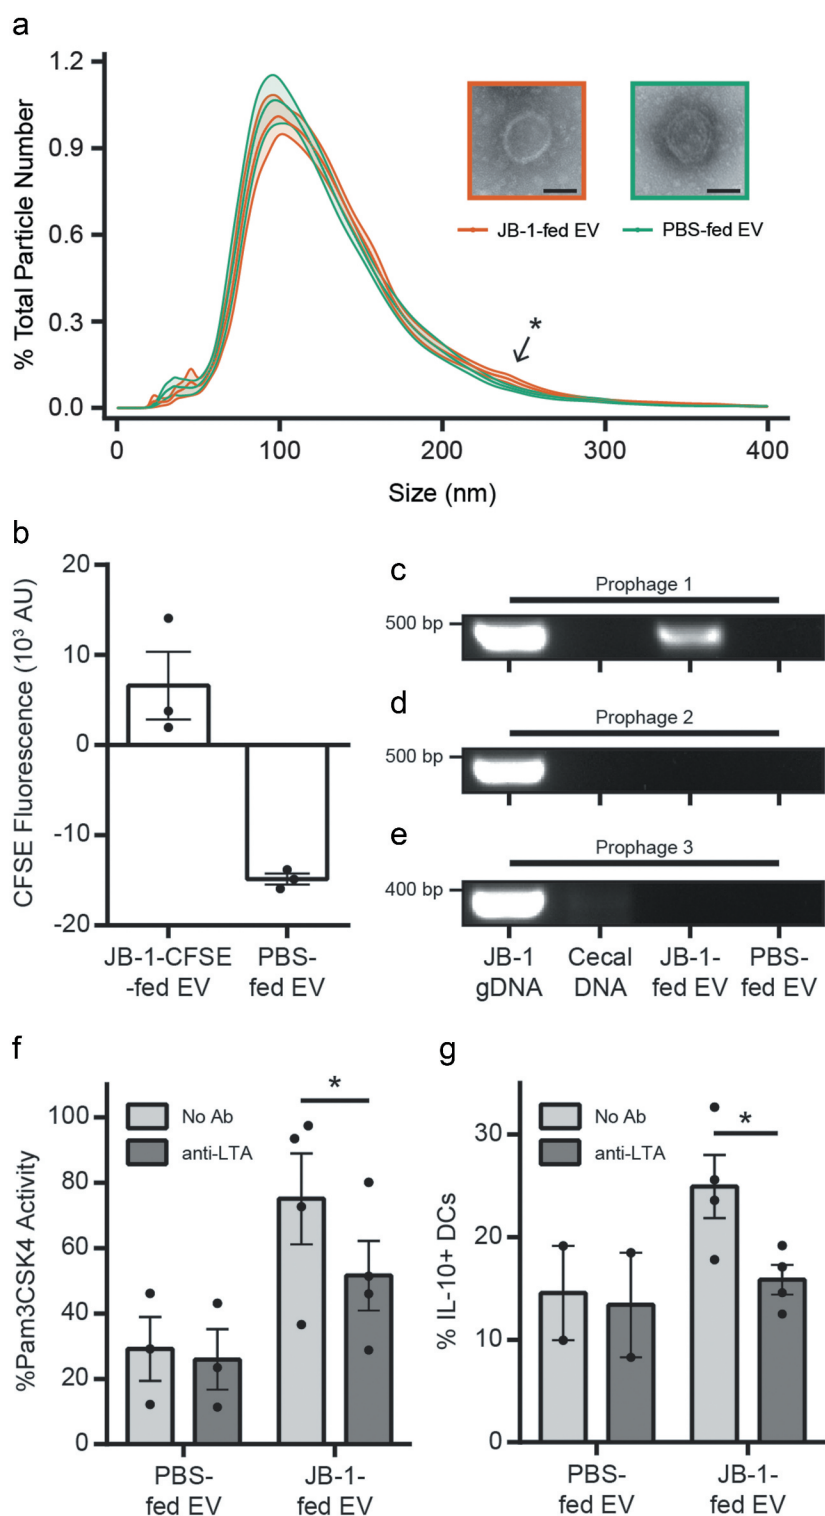 a
% Total Particle Number
1.2
0.9
0.6
0.3
0.0
JB-1-fed EV
PBS-fed EV
*
0
100
200
300
400
Size (nm)
b
CFSE Fluorescence (10³ AU)
20
10
0
-10
-20
JB-1-CFSE
-fed EV
PBS-
fed EV
c
Prophage 1
500 bp
d
Prophage 2
500 bp
e
Prophage 3
400 bp
JB-1
gDNA
Cecal
DNA
JB-1-
fed EV
PBS-
fed EV
f
%Pam3CSK4 Activity
100
80
60
40
20
0
No Ab
anti-LTA
*
PBS-
fed EV
JB-1-
fed EV
g
% IL-10+ DCs
30
20
10
0
No Ab
anti-LTA
*
PBS-
fed EV
JB-1-
fed EV